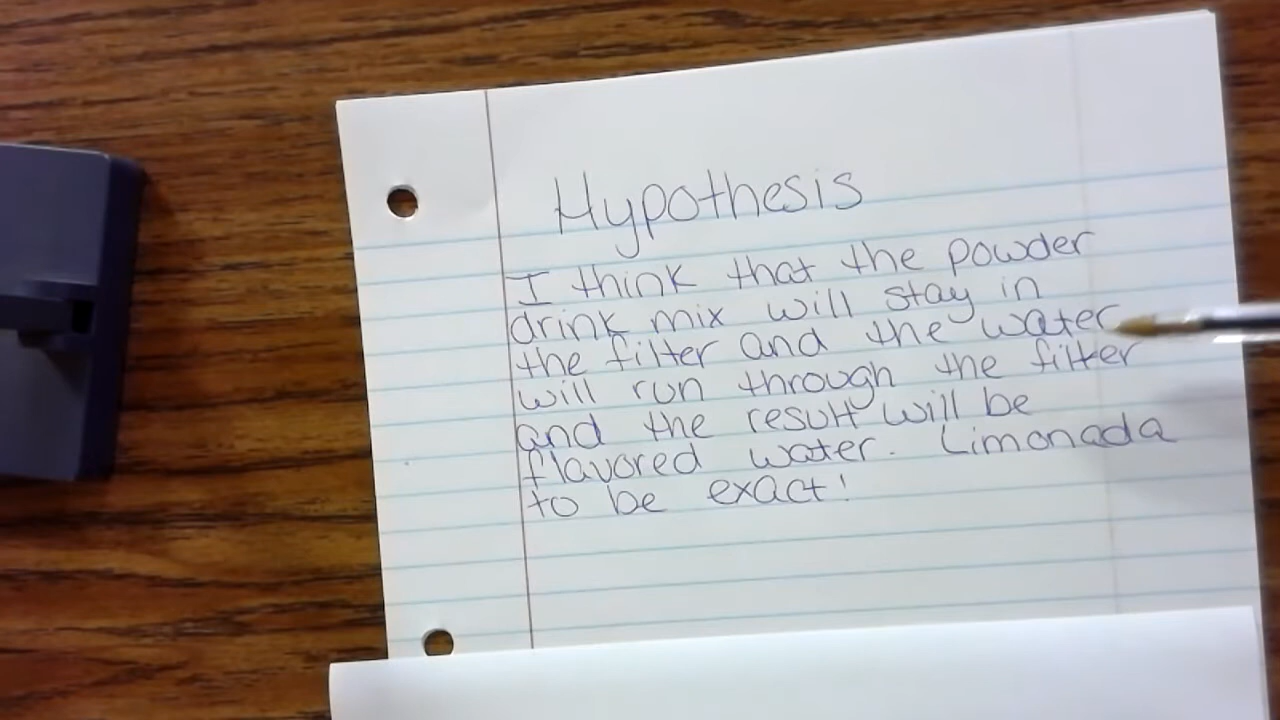 Hypothesis
I think that the powder
drink mix will stay in
the filter and the water
will run through the filter
and the result will be
flavored water. Limonada
to be exact!